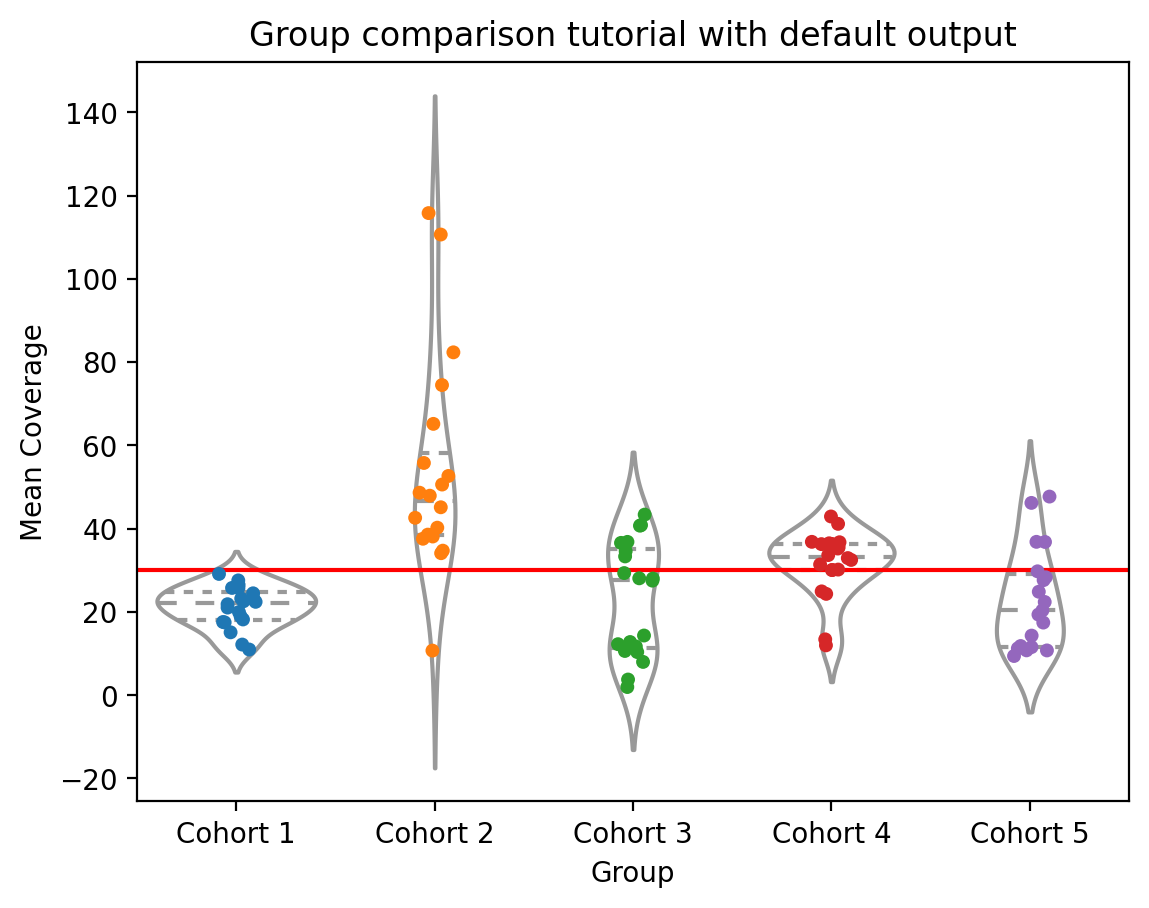 Group comparison tutorial with default output
140
120
100
80
60
40
20
0
−20
Mean Coverage
Cohort 1
Cohort 2
Cohort 3
Cohort 4
Cohort 5
Group